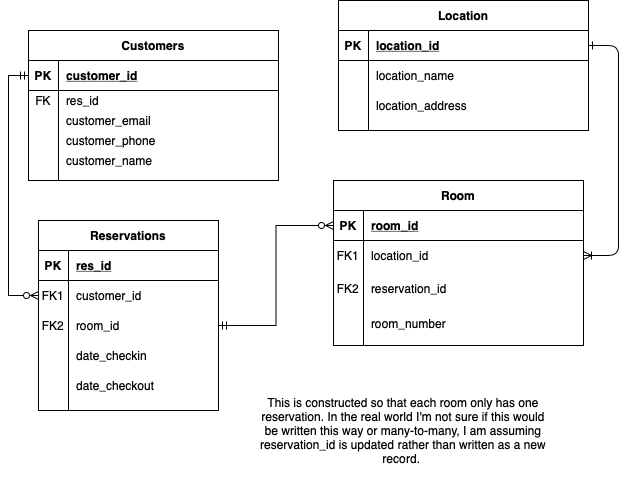 Location
PK location_id
location_name
location_address
Customers
PK customer_id
FK res_id
customer_email
customer_phone
customer_name
Room
PK room_id
FK1 location_id
FK2 reservation_id
room_number
Reservations
PK res_id
FK1 customer_id
FK2 room_id
date_checkin
date_checkout
This is constructed so that each room only has one
reservation. In the real world I'm not sure if this would
be written this way or many-to-many, I am assuming
reservation_id is updated rather than written as a new
record.